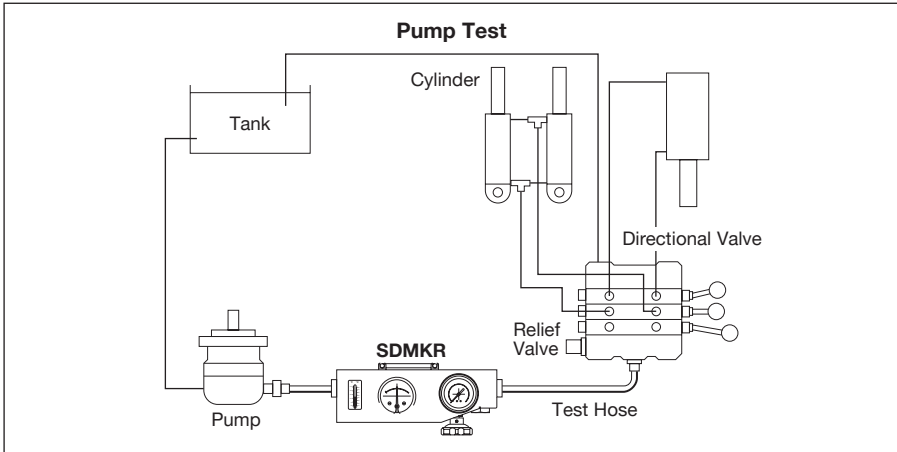 Pump Test
Cylinder
Tank
Directional Valve
Relief
Valve
SDMKR
Test Hose
Pump